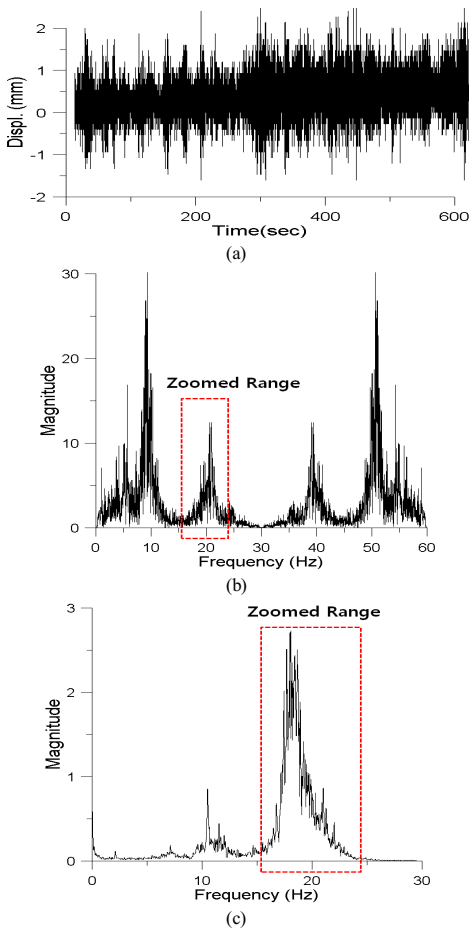 2
1
0
-1
-2
Displ. (mm)
0
200
400
600
Time(sec)
(a)
30
20
10
0
Magnitude
Zoomed Range
0
10
20
30
40
50
60
Frequency (Hz)
(b)
Zoomed Range
3
2
1
0
Magnitude
0
10
20
30
Frequency (Hz)
(c)